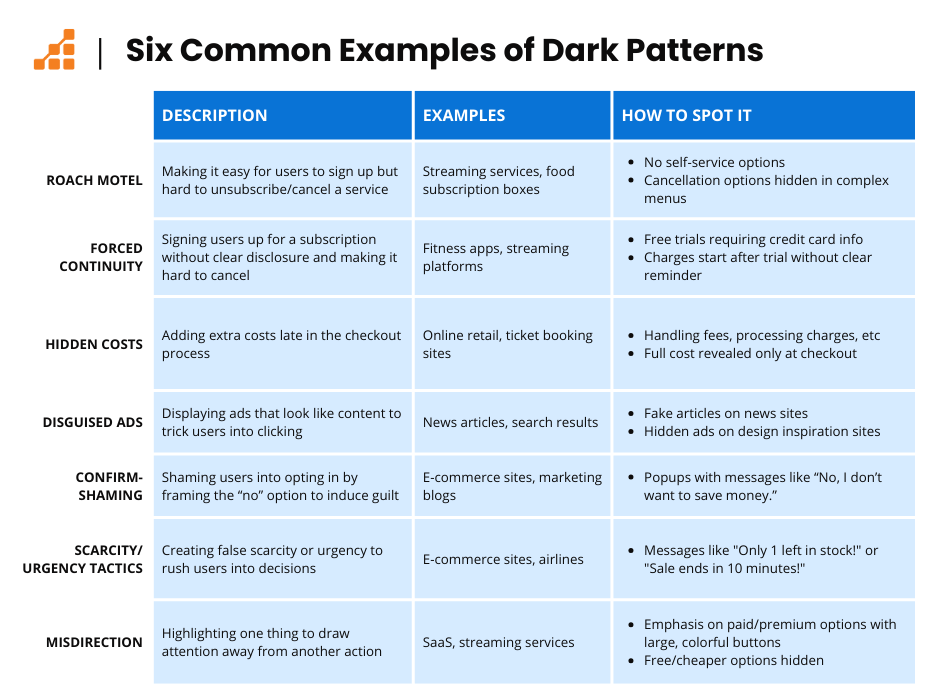 | Six Common Examples of Dark Patterns
DESCRIPTION
EXAMPLES
HOW TO SPOT IT
ROACH MOTEL
Making it easy for users to sign up but
hard to unsubscribe/cancel a service
Streaming services, food
subscription boxes
• No self-service options
• Cancellation options hidden in complex
menus
FORCED
CONTINUITY
Signing users up for a subscription
without clear disclosure and making it
hard to cancel
Fitness apps, streaming
platforms
• Free trials requiring credit card info
• Charges start after trial without clear
reminder
HIDDEN COSTS
Adding extra costs late in the checkout
process
Online retail, ticket booking
sites
• Handling fees, processing charges, etc
• Full cost revealed only at checkout
DISGUISED ADS
Displaying ads that look like content to
trick users into clicking
News articles, search results
• Fake articles on news sites
• Hidden ads on design inspiration sites
CONFIRM-
SHAMING
Shaming users into opting in by
framing the “no” option to induce guilt
E-commerce sites, marketing
blogs
• Popups with messages like “No, I don’t
want to save money.”
SCARCITY/
URGENCY TACTICS
Creating false scarcity or urgency to
rush users into decisions
E-commerce sites, airlines
• Messages like "Only 1 left in stock!" or
"Sale ends in 10 minutes!"
MISDIRECTION
Highlighting one thing to draw
attention away from another action
SaaS, streaming services
• Emphasis on paid/premium options with
large, colorful buttons
• Free/cheaper options hidden